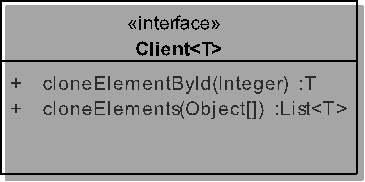 «interface»
Client<T>
+ cloneElementById(Integer) :T
+ cloneElements(Object[]) :List<T>